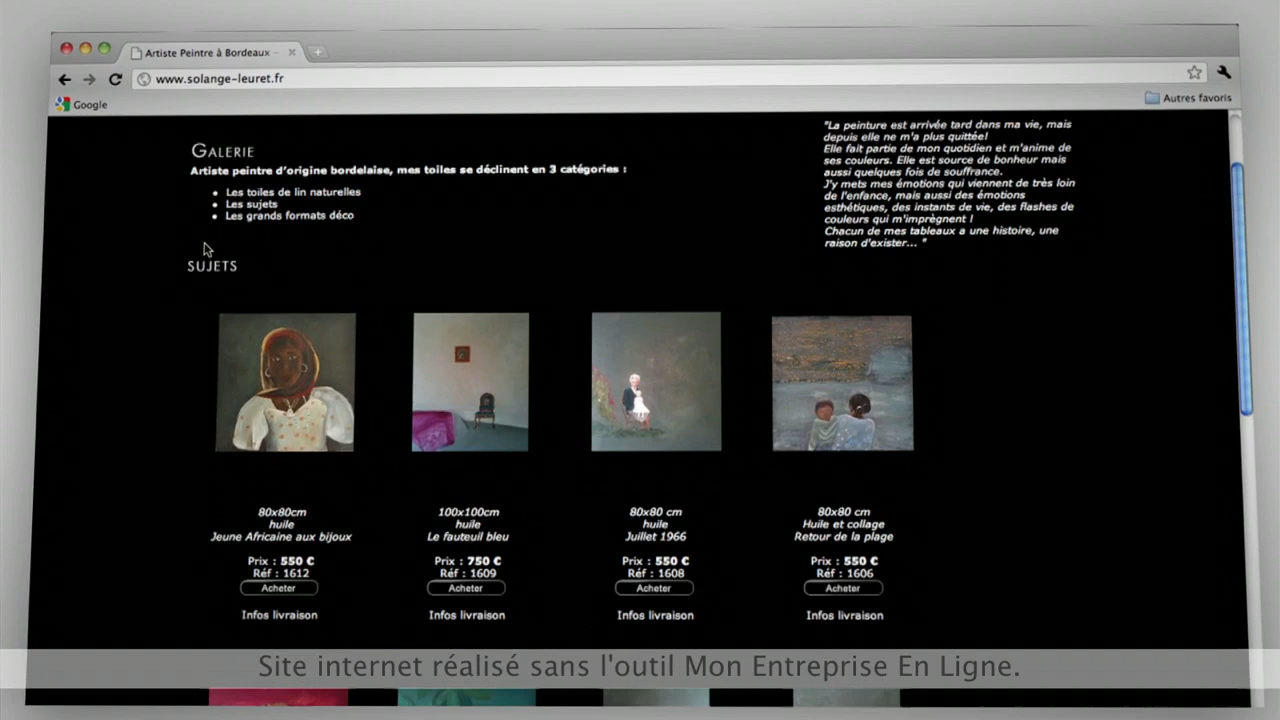 Artiste Peintre à Bordeaux –
www.solange-leuret.fr
Google
Autres favoris
GALERIE
Artiste peintre d'origine bordelaise, mes toiles se déclinent en 3 catégories :
• Les toiles de lin naturelles
• Les sujets
• Les grands formats déco
"La peinture est arrivée tard dans ma vie, mais
depuis elle ne m'a plus quittée!
Elle fait partie de mon quotidien et m'anime de
ses couleurs. Elle est source de bonheur mais
aussi quelques fois de souffrance.
J'y mets mes émotions qui viennent de très loin
de l'enfance, mais aussi des émotions
esthétiques, des instants de vie, des flashes de
couleurs qui m'imprègnent !
Chacun de mes tableaux a une histoire, une
raison d'exister... "
SUJETS
80x80cm
huile
Jeune Africaine aux bijoux
Prix : 550 €
Réf : 1612
Acheter
Infos livraison
100x100cm
huile
Le fauteuil bleu
Prix : 750 €
Réf : 1609
Acheter
Infos livraison
80x80 cm
huile
Juillet 1966
Prix : 550 €
Réf : 1608
Acheter
Infos livraison
80x80 cm
Huile et collage
Retour de la plage
Prix : 550 €
Réf : 1606
Acheter
Infos livraison
Site internet réalisé sans l'outil Mon Entreprise En Ligne.